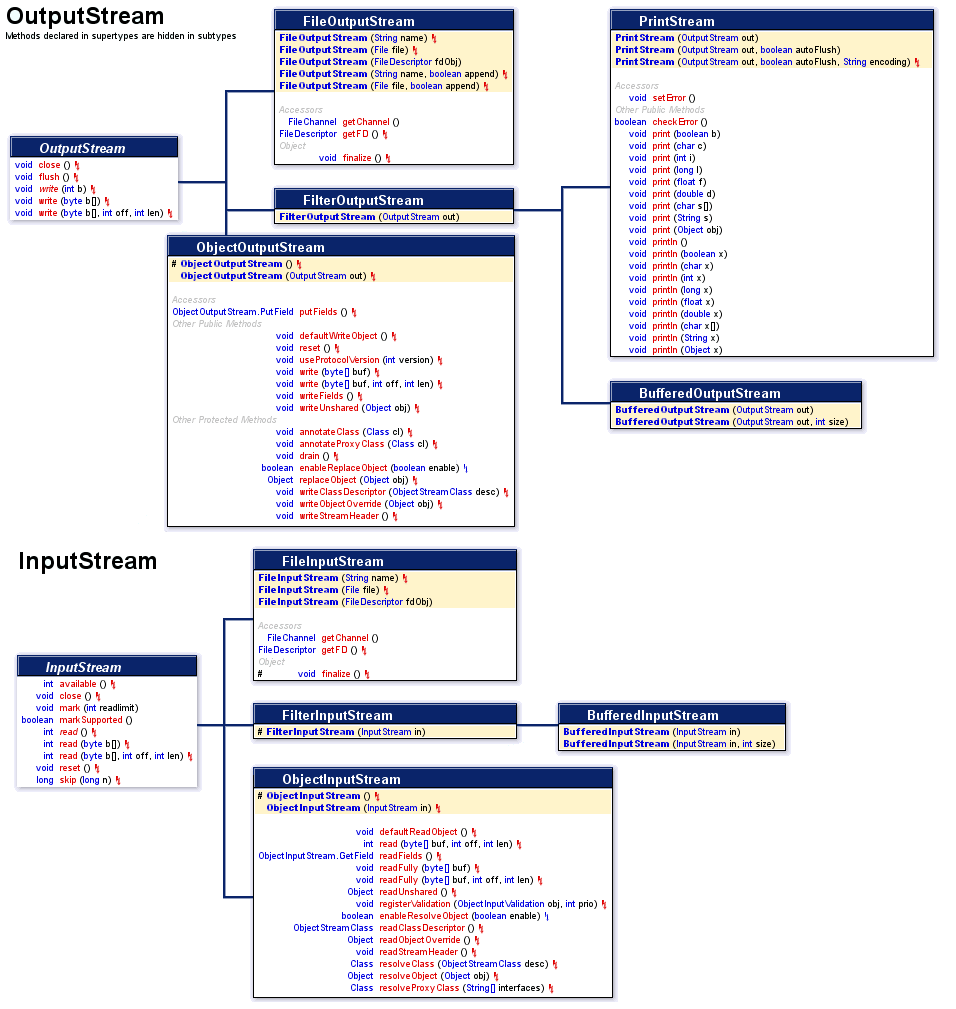 OutputStream
Methods declared in supertypes are hidden in subtypes
OutputStream
void close ()
void flush ()
void write (int b)
void write (byte b[])
void write (byte b[], int off, int len)
FileOutputStream
FileOutputStream (String name)
FileOutputStream (File file)
FileOutputStream (FileDescriptor fdObj)
FileOutputStream (String name, boolean append)
FileOutputStream (File file, boolean append)
Accessors
FileChannel getChannel ()
FileDescriptor getFD ()
Object
void finalize ()
FilterOutputStream
FilterOutputStream (OutputStream out)
ObjectOutputStream
# ObjectOutputStream ()
ObjectOutputStream (OutputStream out)
Accessors
ObjectOutputStream.PutField putFields ()
Other Public Methods
void defaultWriteObject ()
void reset ()
void useProtocolVersion (int version)
void write (byte[] buf)
void write (byte[] buf, int off, int len)
void writeFields ()
void writeUnshared (Object obj)
Other Protected Methods
void annotateClass (Class cl)
void annotateProxyClass (Class cl)
void drain ()
boolean enableReplaceObject (boolean enable)
Object replaceObject (Object obj)
void writeClassDescriptor (ObjectStreamClass desc)
void writeObjectOverride (Object obj)
void writeStreamHeader ()
PrintStream
PrintStream (OutputStream out)
PrintStream (OutputStream out, boolean autoFlush)
PrintStream (OutputStream out, boolean autoFlush, String encoding)
Accessors
void setError ()
Other Public Methods
boolean checkError ()
void print (boolean b)
void print (char c)
void print (int i)
void print (long l)
void print (float f)
void print (double d)
void print (char s[])
void print (String s)
void print (Object obj)
void println ()
void println (boolean x)
void println (char x)
void println (int x)
void println (long x)
void println (float x)
void println (double x)
void println (char x[])
void println (String x)
void println (Object x)
BufferedOutputStream
BufferedOutputStream (OutputStream out)
BufferedOutputStream (OutputStream out, int size)
InputStream
InputStream
int available ()
void close ()
void mark (int readlimit)
boolean markSupported ()
int read ()
int read (byte b[])
int read (byte b[], int off, int len)
void reset ()
long skip (long n)
FileInputStream
FileInputStream (String name)
FileInputStream (File file)
FileInputStream (FileDescriptor fdObj)
Accessors
FileChannel getChannel ()
FileDescriptor getFD ()
Object
# void finalize ()
FilterInputStream
# FilterInputStream (InputStream in)
BufferedInputStream
BufferedInputStream (InputStream in)
BufferedInputStream (InputStream in, int size)
ObjectInputStream
# ObjectInputStream ()
ObjectInputStream (InputStream in)
void defaultReadObject ()
int read (byte[] buf, int off, int len)
ObjectInputStream.GetField readFields ()
void readFully (byte[] buf)
void readFully (byte[] buf, int off, int len)
Object readUnshared ()
void registerValidation (ObjectInputValidation obj, int prio)
boolean enableResolveObject (boolean enable)
ObjectStreamClass readClassDescriptor ()
Object readObjectOverride ()
void readStreamHeader ()
Class resolveClass (ObjectStreamClass desc)
Object resolveObject (Object obj)
Class resolveProxyClass (String[] interfaces)